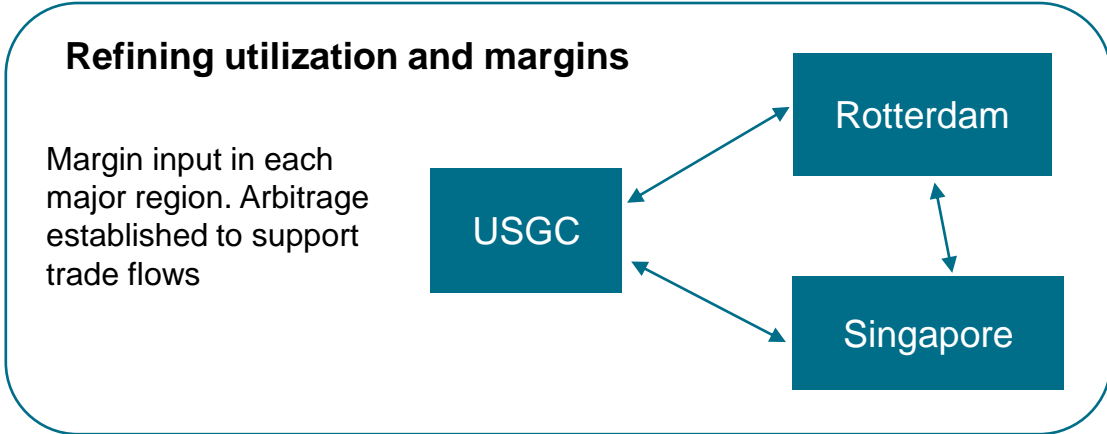 Refining utilization and margins
Margin input in each
major region. Arbitrage
established to support
trade flows
USGC
Rotterdam
Singapore